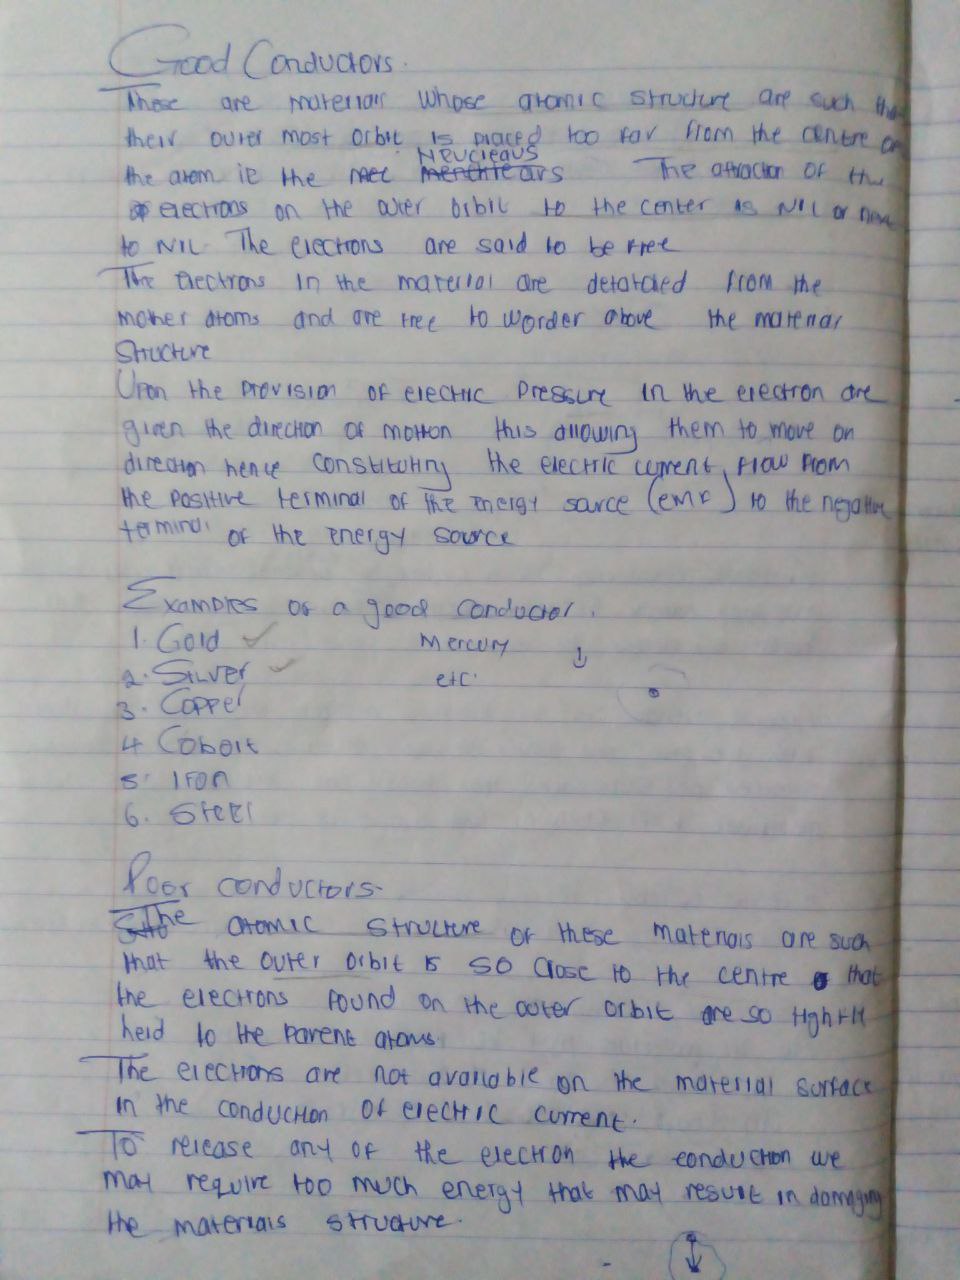 Good Conductors.
These are materials whose atomic structure are such tha
their outer most orbit is placed too far from the centre of
Neucleaus
the atom ie the
The attraction of the
electrons on the outer orbit to the center is NIL or near
to NIL. The electrons are said to be free
The Electrons in the material are detatched from the
mother atoms and are free to worder above the material
Structure
Upon the provision of electric pressure in the electron are
given the direction of motion this allowing them to move on
direction hence constituting the electric current, flow from
the positive terminal of the energy source (emf) to the negative
terminal of the energy source
Examples of a good conductor.
1. Gold ✓
Mercury
2. Silver ✓
etc.
3. Copper
4 Cobolt
5. Iron
6. Steel
Poor conductors.
The atomic structure of these materials are such
that the outer orbit is so close to the centre that
the electrons found on the outer orbit are so tightli
held to the parent atoms.
The electrons are not available on the material surface
in the conduction of electric current.
To release any of the electron the conduction we
may require too much energy that may result in damaging
the materials structure.